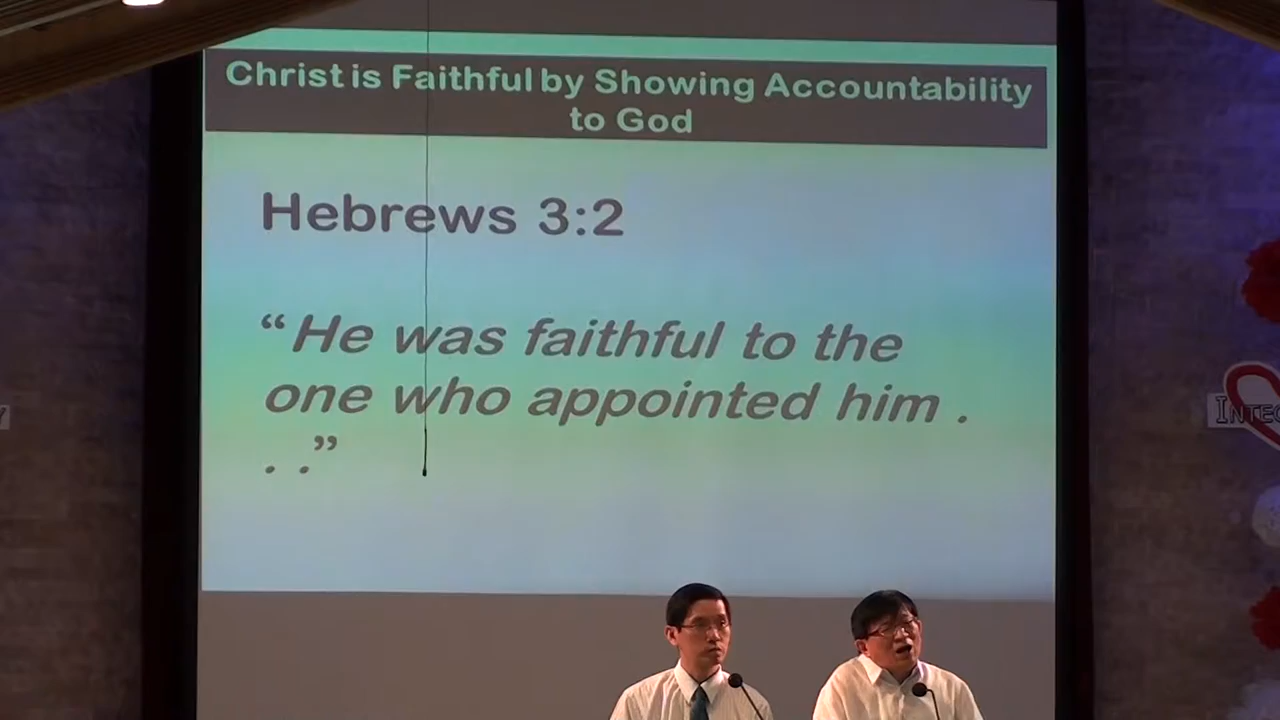 Christ is Faithful by Showing Accountability
to God
Hebrews 3:2
“He was faithful to the
one who appointed him .
. .”